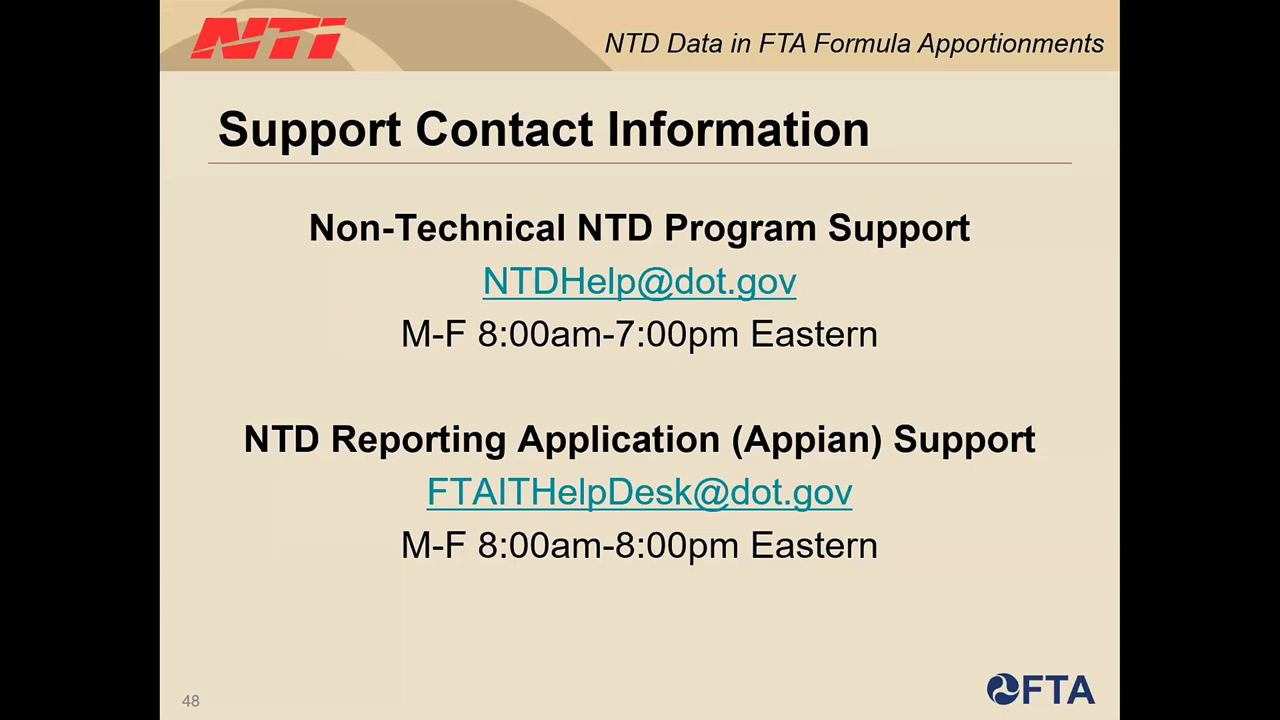 NTI
NTD Data in FTA Formula Apportionments
Support Contact Information
Non-Technical NTD Program Support
NTDHelp@dot.gov
M-F 8:00am-7:00pm Eastern
NTD Reporting Application (Appian) Support
FTAITHelpDesk@dot.gov
M-F 8:00am-8:00pm Eastern
48
FTA